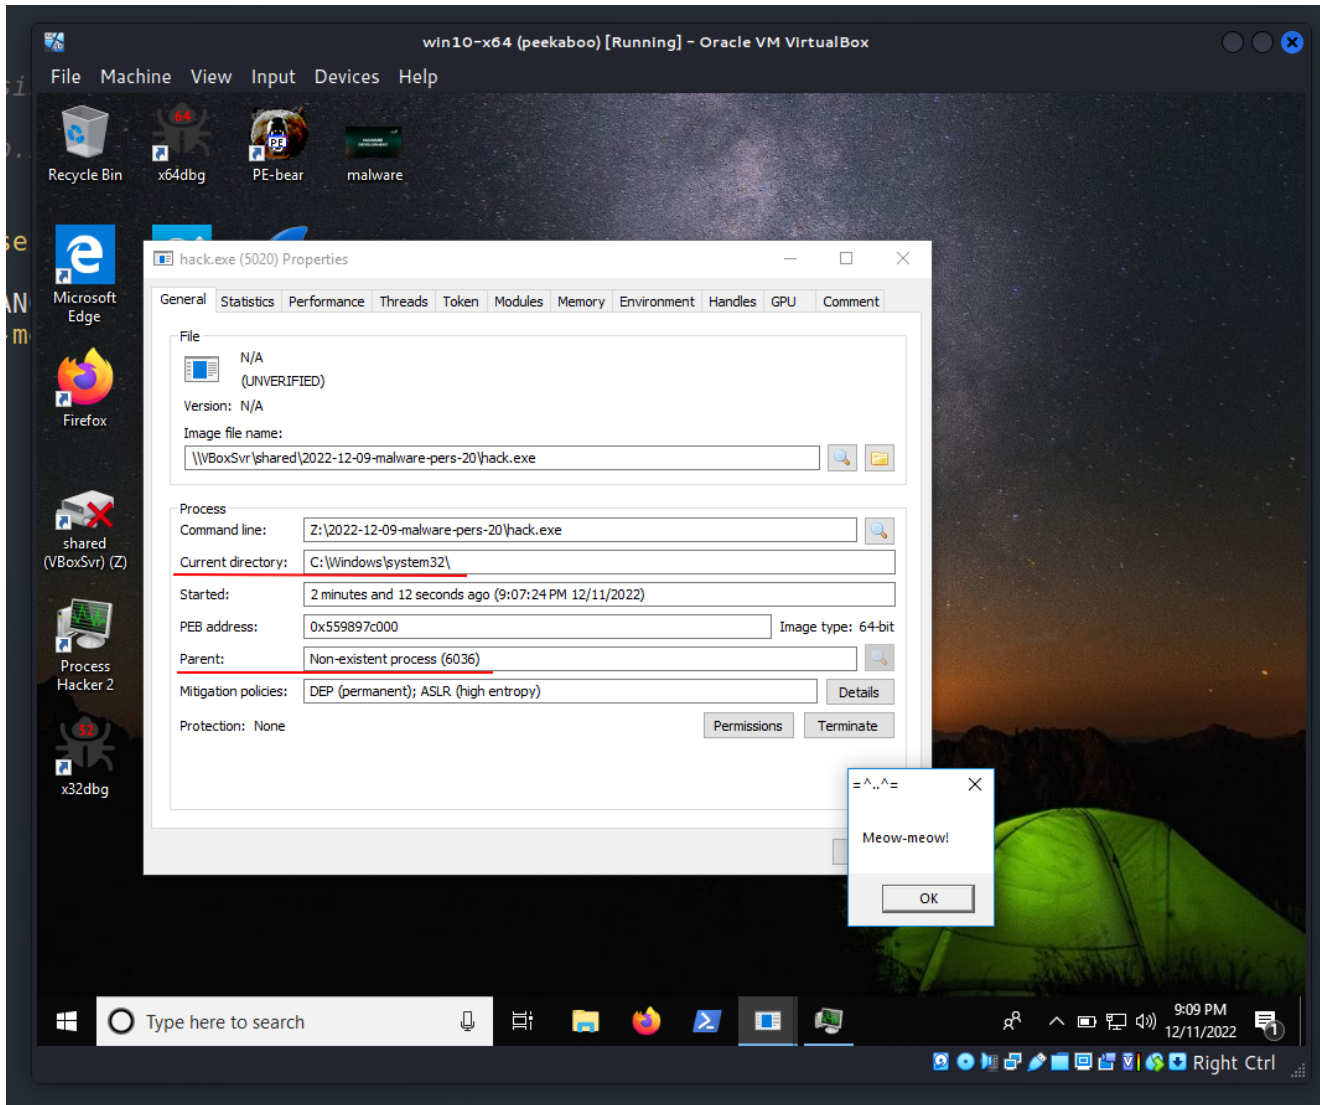 win10-x64 (peekaboo) [Running] - Oracle VM VirtualBox
File Machine View Input Devices Help
64
PE
Recycle Bin
x64dbg
PE-bear
malware
Microsoft
Edge
Firefox
shared
(VBoxSvr) (Z)
Process
Hacker 2
32
x32dbg
hack.exe (5020) Properties
General Statistics Performance Threads Token Modules Memory Environment Handles GPU Comment
File
N/A
(UNVERIFIED)
Version: N/A
Image file name:
\\VBoxSvr\shared\2022-12-09-malware-pers-20\hack.exe
Process
Command line: Z:\2022-12-09-malware-pers-20\hack.exe
Current directory: C:\Windows\system32\
Started: 2 minutes and 12 seconds ago (9:07:24 PM 12/11/2022)
PEB address: 0x559897c000 Image type: 64-bit
Parent: Non-existent process (6036)
Mitigation policies: DEP (permanent); ASLR (high entropy) Details
Protection: None Permissions Terminate
=^..^=
Meow-meow!
OK
Type here to search
9:09 PM
12/11/2022
1
Right Ctrl